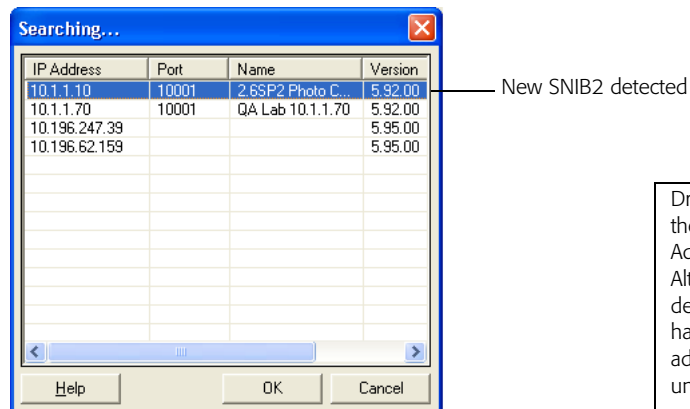 Searching...
IP Address Port Name Version
10.1.1.10 10001 2.6SP2 Photo C... 5.92.00
10.1.1.70 10001 QA Lab 10.1.1.70 5.92.00
10.196.247.39 5.95.00
10.196.62.159 5.95.00
Help OK Cancel
New SNIB2 detected